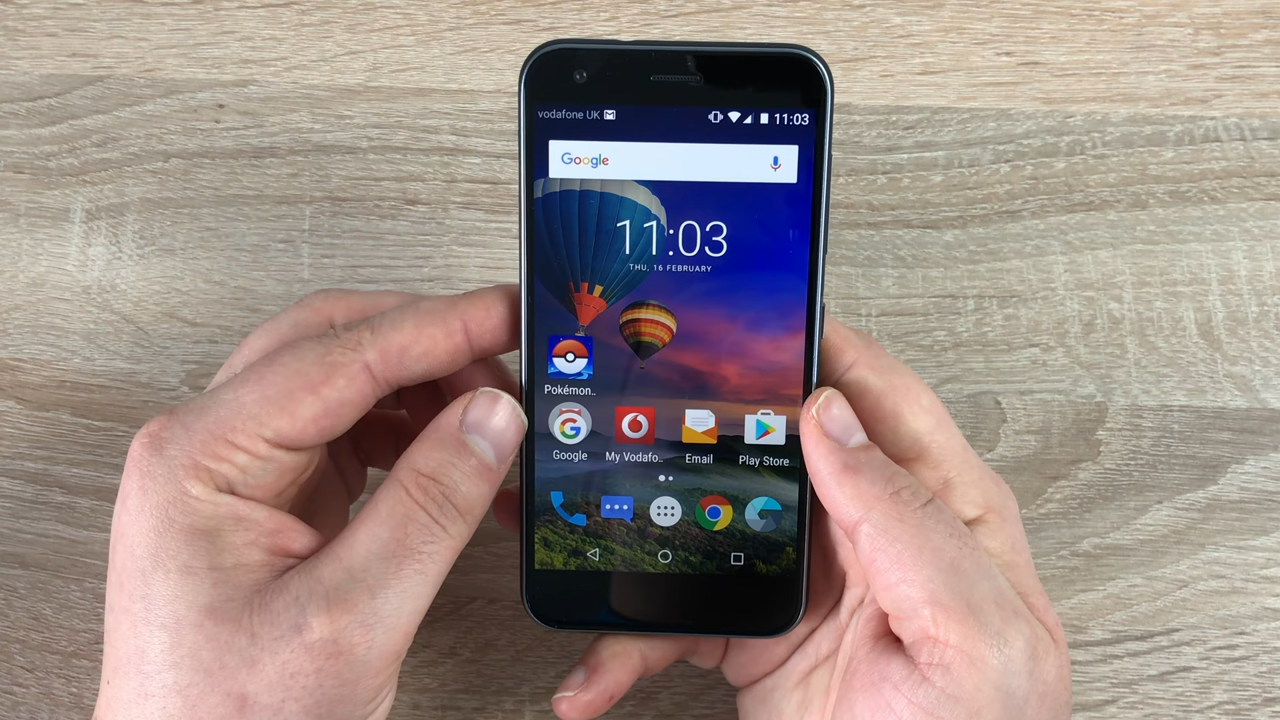 vodafone UK
11:03
Google
11:03
THU, 16 FEBRUARY
Pokémon..
Google
My Vodafo..
Email
Play Store